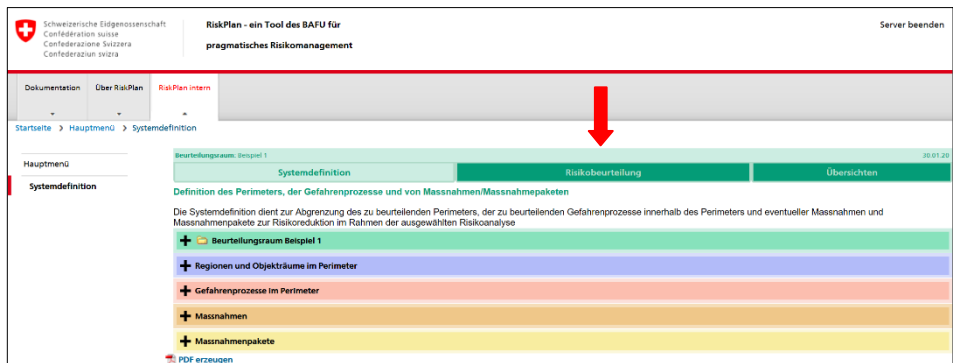 Schweizerische Eidgenossenschaft
Confédération suisse
Confederazione Svizzera
Confederaziun svizra
RiskPlan - ein Tool des BAFU für
pragmatisches Risikomanagement
Server beenden
Dokumentation Über RiskPlan RiskPlan intern
Startseite > Hauptmenü > Systemdefinition
Hauptmenü
Systemdefinition
Beurteilungsraum: Beispiel 1 30.01.20
Systemdefinition Risikobeurteilung Übersichten
Definition des Perimeters, der Gefahrenprozesse und von Massnahmen/Massnahmepaketen
Die Systemdefinition dient zur Abgrenzung des zu beurteilenden Perimeters, der zu beurteilenden Gefahrenprozesse innerhalb des Perimeters und eventueller Massnahmen und
Massnahmenpakete zur Risikoreduktion im Rahmen der ausgewählten Risikoanalyse
Beurteilungsraum Beispiel 1
Regionen und Objekträume im Perimeter
Gefahrenprozesse im Perimeter
Massnahmen
Massnahmenpakete
PDF erzeugen